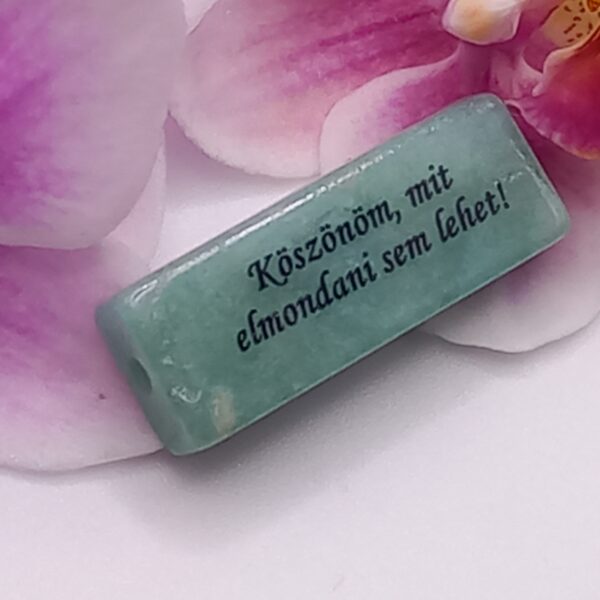 Köszönöm, mit
elmondani sem lehet!